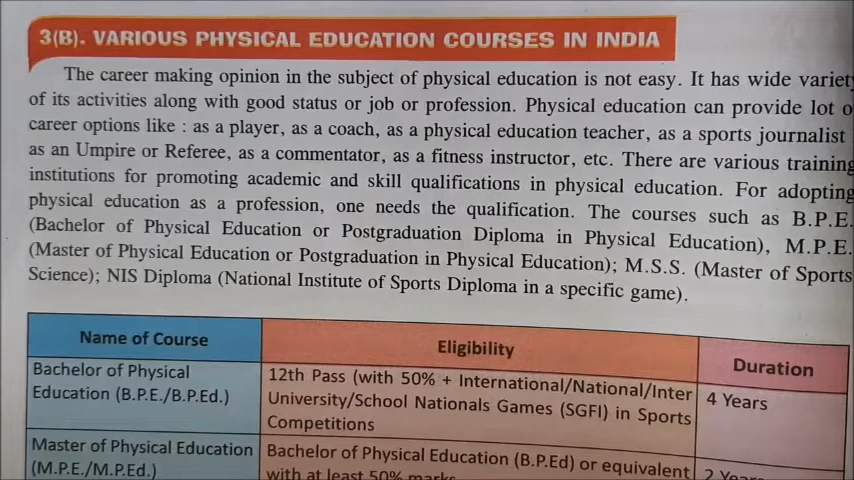 3(B). VARIOUS PHYSICAL EDUCATION COURSES IN INDIA
The career making opinion in the subject of physical education is not easy. It has wide variety
of its activities along with good status or job or profession. Physical education can provide lot o
career options like : as a player, as a coach, as a physical education teacher, as a sports journalist
as an Umpire or Referee, as a commentator, as a fitness instructor, etc. There are various training
institutions for promoting academic and skill qualifications in physical education. For adopting
physical education as a profession, one needs the qualification. The courses such as B.P.E.
(Bachelor of Physical Education or Postgraduation Diploma in Physical Education), M.P.E.
(Master of Physical Education or Postgraduation in Physical Education); M.S.S. (Master of Sports
Science); NIS Diploma (National Institute of Sports Diploma in a specific game).
Name of Course
Eligibility
Duration
Bachelor of Physical
Education (B.P.E./B.P.Ed.)
12th Pass (with 50% + International/National/Inter
University/School Nationals Games (SGFI) in Sports
Competitions
4 Years
Master of Physical Education
(M.P.E./M.P.Ed.)
Bachelor of Physical Education (B.P.Ed) or equivalent
with at least 50% marks
2 Years